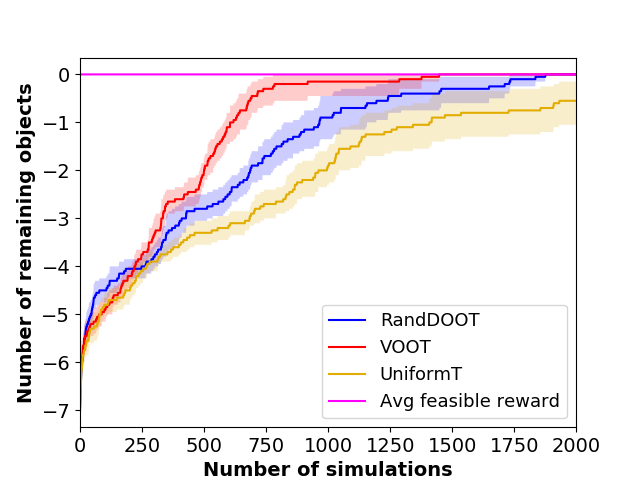 0
−1
−2
−3
−4
−5
−6
−7
Number of remaining objects
0 250 500 750 1000 1250 1500 1750 2000
Number of simulations
RandDOOT
VOOT
UniformT
Avg feasible reward